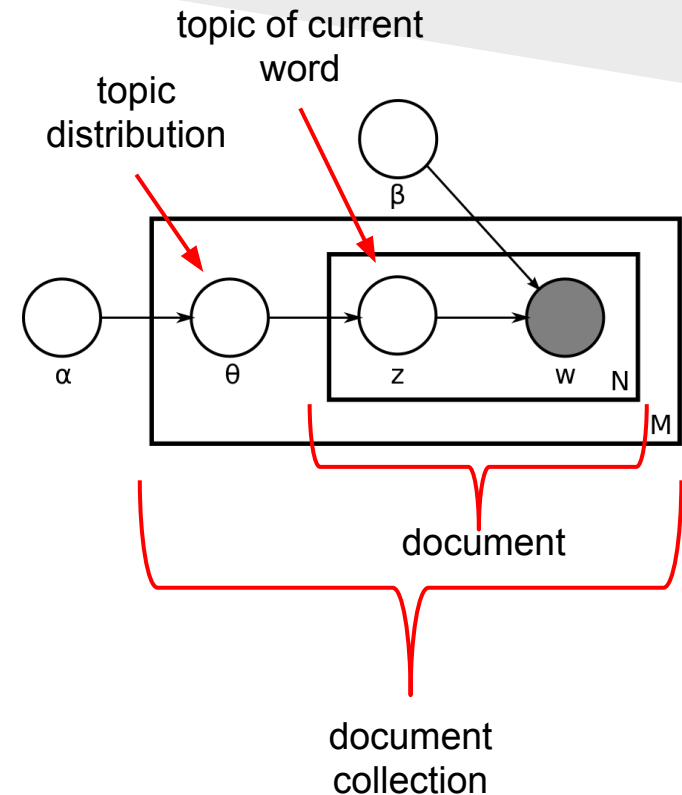 topic of current
word
topic
distribution
β
α
θ
z
w
N
M
document
document
collection